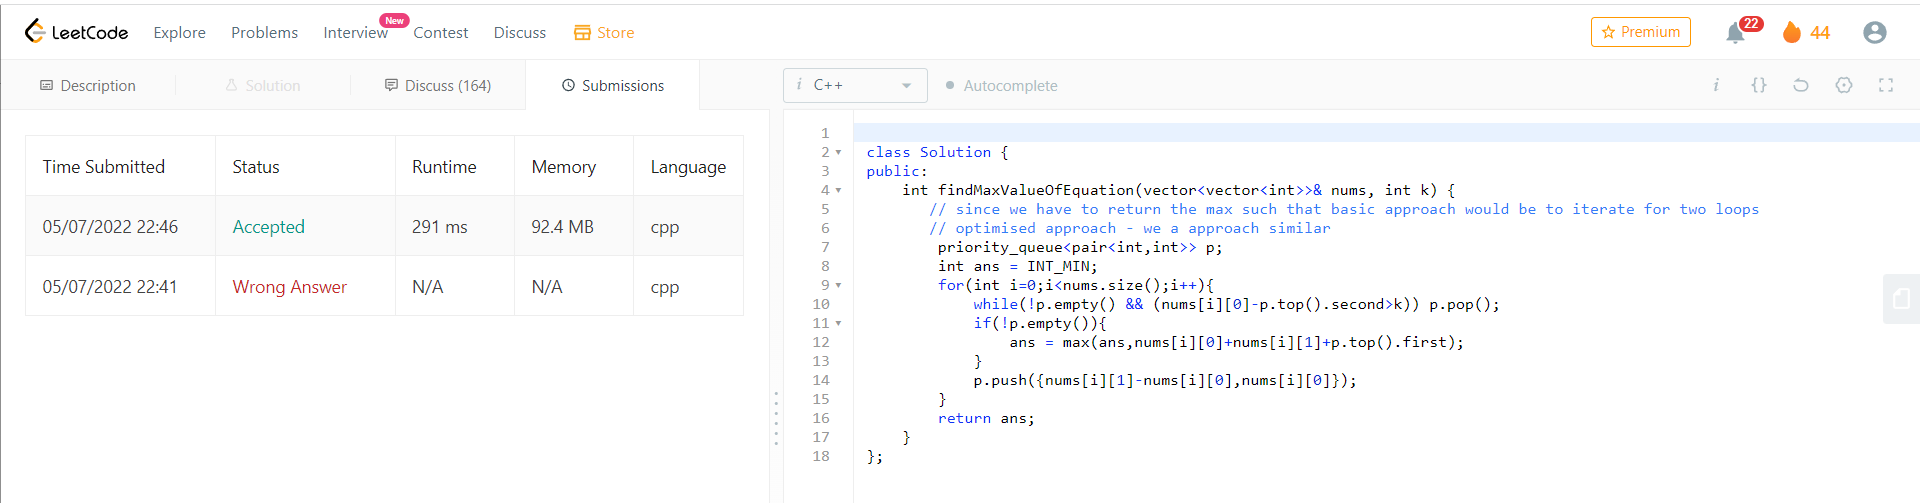 LeetCode Explore Problems Interview New Contest Discuss Store Premium 22 44
Description Solution Discuss (164) Submissions
i C++ Autocomplete i {}
Time Submitted Status Runtime Memory Language
05/07/2022 22:46 Accepted 291 ms 92.4 MB cpp
05/07/2022 22:41 Wrong Answer N/A N/A cpp
1
2 class Solution {
3 public:
4     int findMaxValueOfEquation(vector<vector<int>>& nums, int k) {
5        // since we have to return the max such that basic approach would be to iterate for two loops
6        // optimised approach - we a approach similar
7         priority_queue<pair<int,int>> p;
8         int ans = INT_MIN;
9         for(int i=0;i<nums.size();i++){
10             while(!p.empty() && (nums[i][0]-p.top().second>k)) p.pop();
11             if(!p.empty()){
12                 ans = max(ans,nums[i][0]+nums[i][1]+p.top().first);
13             }
14             p.push({nums[i][1]-nums[i][0],nums[i][0]});
15         }
16         return ans;
17     }
18 };